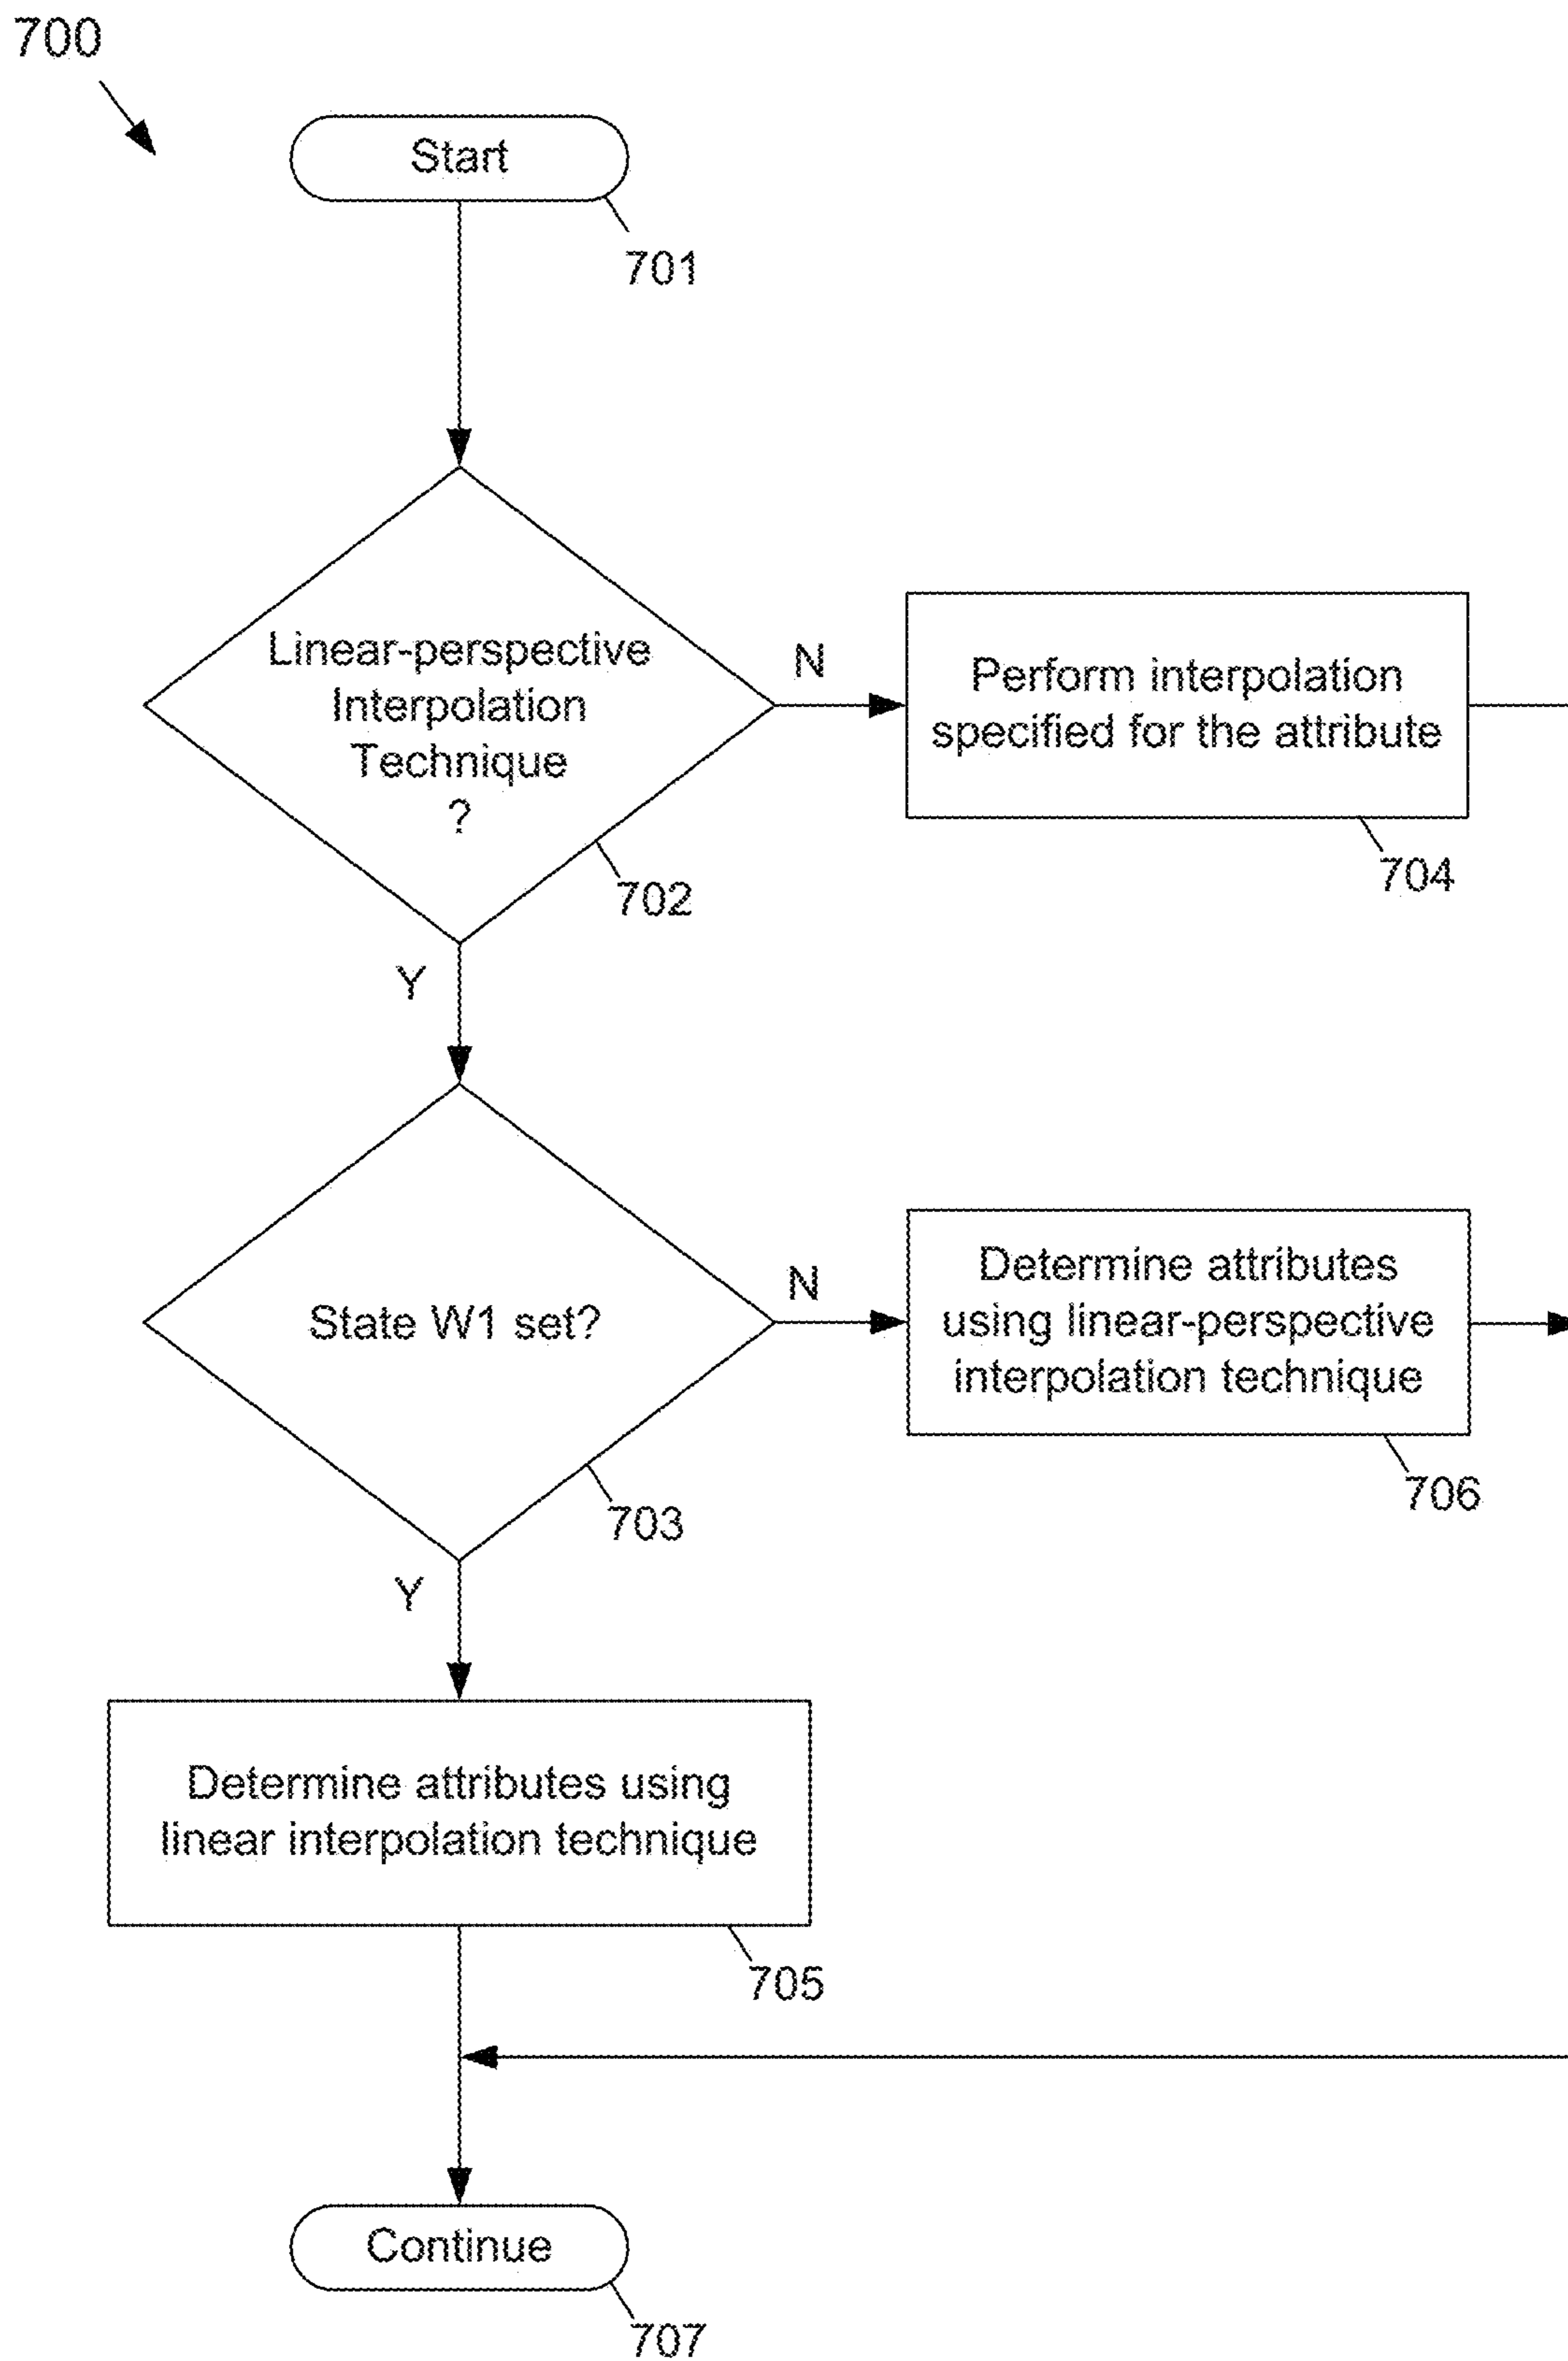 700
Start
701
Linear-perspective
Interpolation
Technique
?
702
N
Perform interpolation
specified for the attribute
704
Y
State W1 set?
703
N
Determine attributes
using linear-perspective
interpolation technique
706
Y
Determine attributes using
linear interpolation technique
705
Continue
707